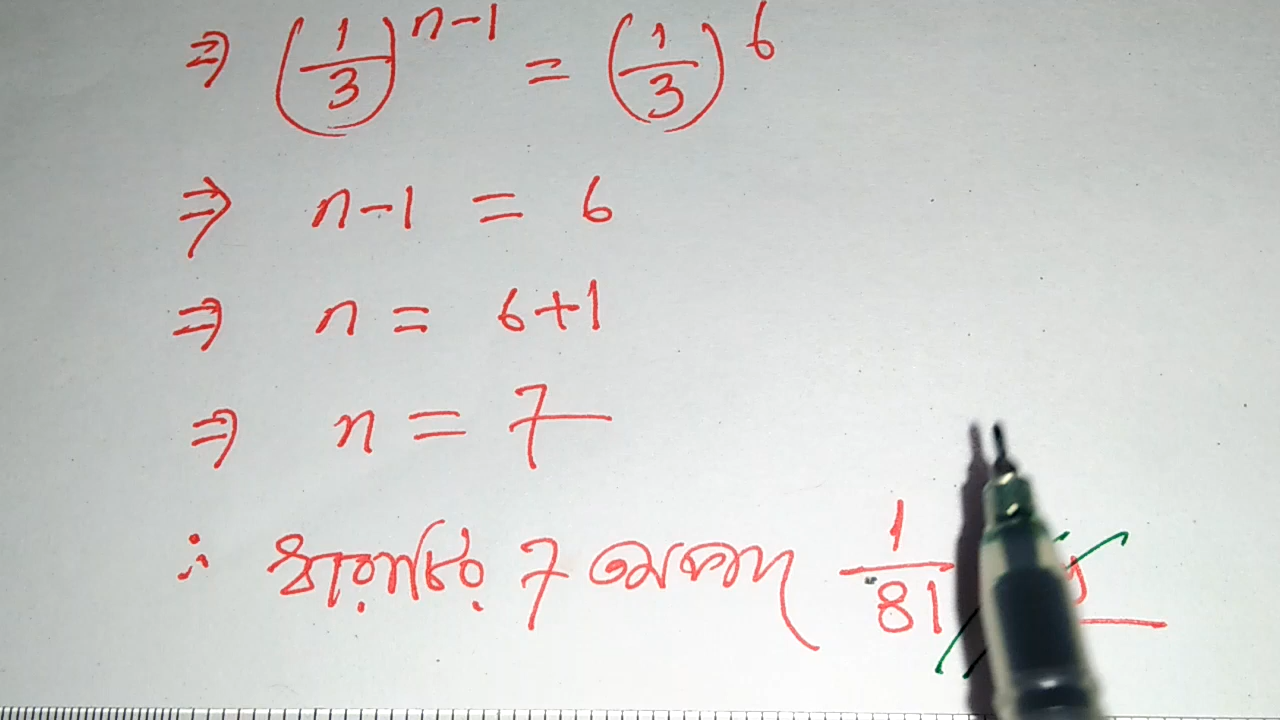 ⇒ (1/3)^(n-1) = (1/3)^6
⇒ n-1 = 6
⇒ n = 6+1
⇒ n = 7
∴ ধারাটির 7 তম পদ 1/81